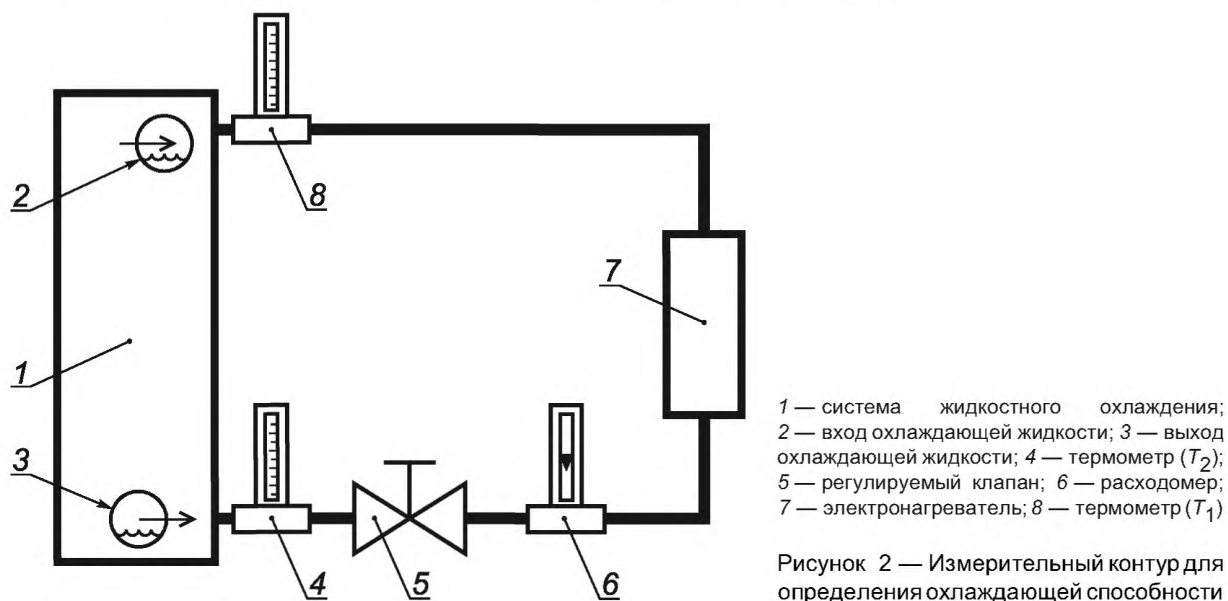 8
2
7
1
3
4
5
6
1 — система жидкостного охлаждения;
2 — вход охлаждающей жидкости; 3 — выход
охлаждающей жидкости; 4 — термометр (T2);
5 — регулируемый клапан; 6 — расходомер;
7 — электронагреватель; 8 — термометр (T1)
Рисунок 2 — Измерительный контур для
определения охлаждающей способности